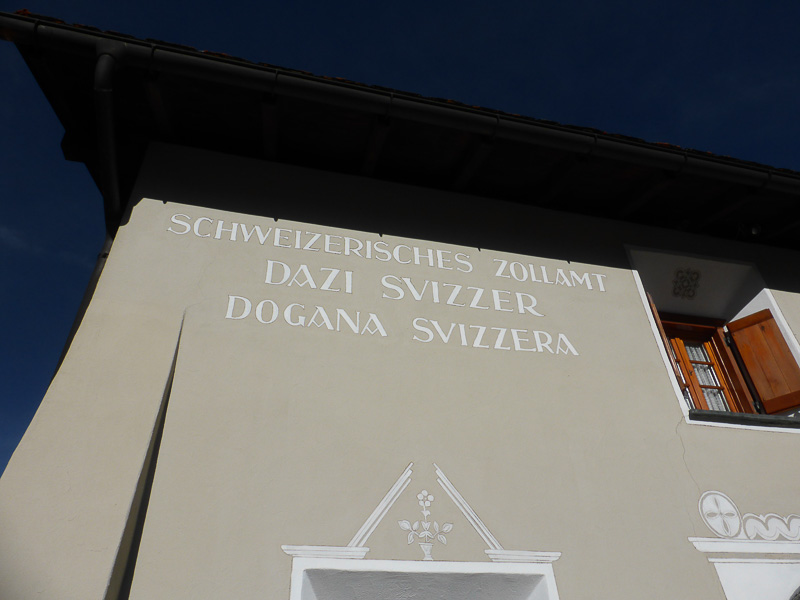 SCHWEIZERISCHES ZOLLAMT
DAZI SVIZZER
DOGANA SVIZZERA